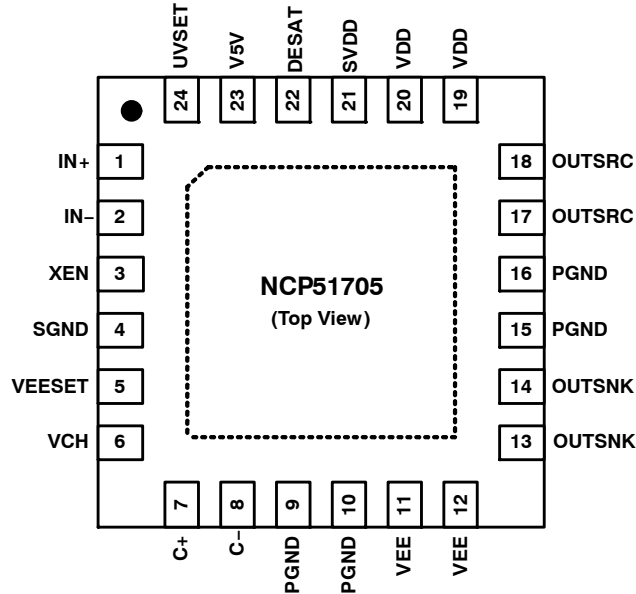 UVSET V5V DESAT SVDD VDD VDD
24 23 22 21 20 19
IN+ 1 18 OUTSRC
IN− 2 17 OUTSRC
XEN 3 16 PGND
NCP51705
(Top View)
SGND 4 15 PGND
VEESET 5 14 OUTSNK
VCH 6 13 OUTSNK
7 8 9 10 11 12
C+ C− PGND PGND VEE VEE